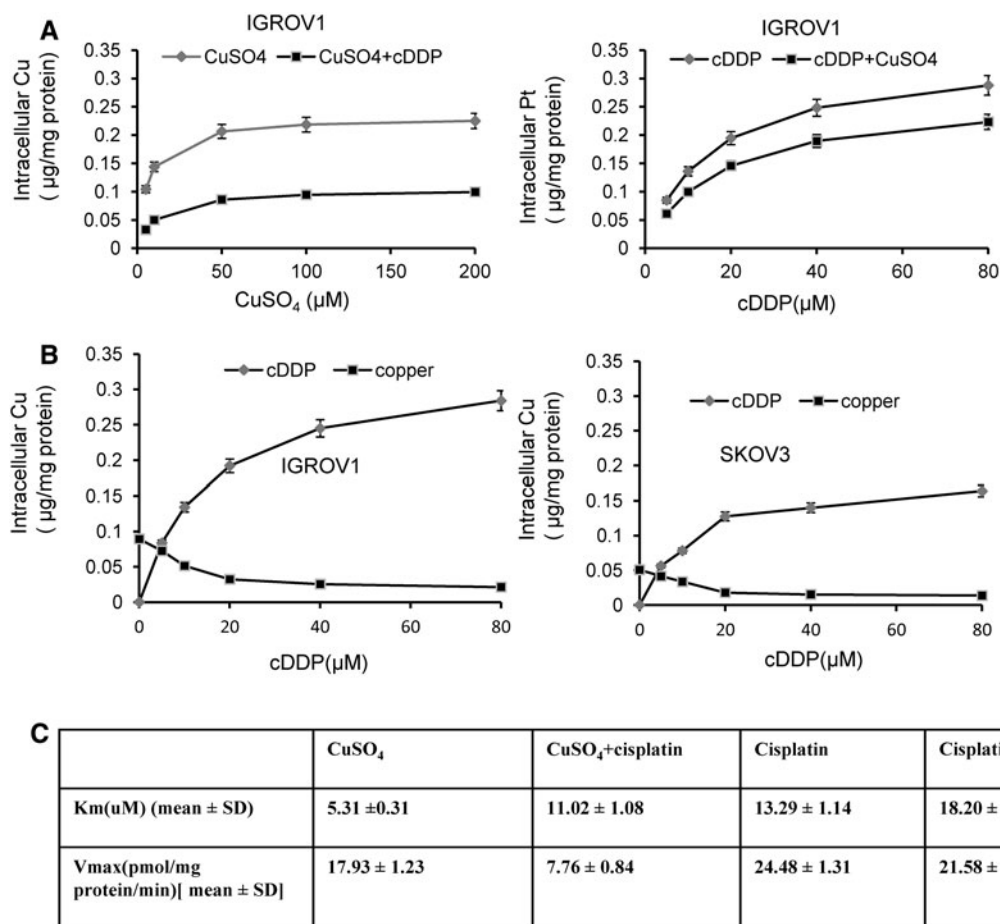 A
IGROV1
CuSO4 CuSO4+cDDP
Intracellular Cu
( µg/mg protein)
0.35
0.3
0.25
0.2
0.15
0.1
0.05
0
0 50 100 150 200
CuSO₄ (µM)
IGROV1
cDDP cDDP+CuSO4
Intracellular Pt
( µg/mg protein)
0.35
0.3
0.25
0.2
0.15
0.1
0.05
0
0 20 40 60 80
cDDP(µM)
B
cDDP copper
IGROV1
Intracellular Cu
( µg/mg protein)
0.35
0.3
0.25
0.2
0.15
0.1
0.05
0
0 20 40 60 80
cDDP(µM)
cDDP copper
SKOV3
Intracellular Cu
( µg/mg protein)
0.35
0.3
0.25
0.2
0.15
0.1
0.05
0
0 20 40 60 80
cDDP(µM)
C
CuSO₄ CuSO₄+cisplatin Cisplatin
Km(uM) (mean ± SD) 5.31 ±0.31 11.02 ± 1.08 13.29 ± 1.14 18.20 ±
Vmax(pmol/mg 17.93 ± 1.23 7.76 ± 0.84 24.48 ± 1.31 21.58 ±
protein/min)[ mean ± SD]